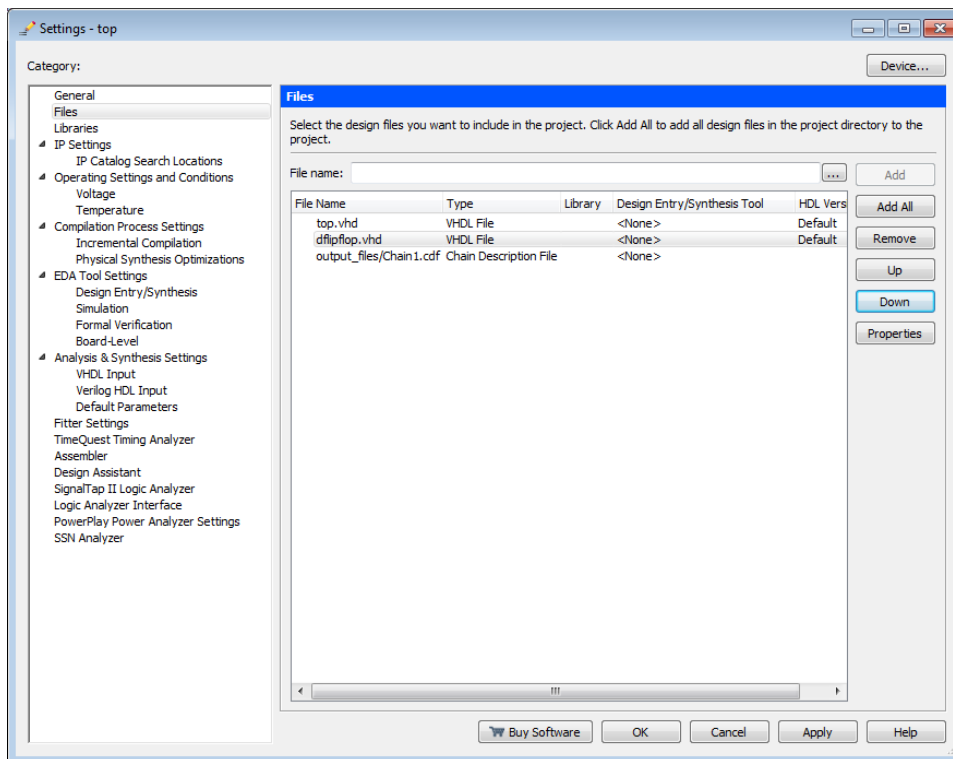 Settings - top
Category:
Device...
General
Files
Libraries
IP Settings
IP Catalog Search Locations
Operating Settings and Conditions
Voltage
Temperature
Compilation Process Settings
Incremental Compilation
Physical Synthesis Optimizations
EDA Tool Settings
Design Entry/Synthesis
Simulation
Formal Verification
Board-Level
Analysis & Synthesis Settings
VHDL Input
Verilog HDL Input
Default Parameters
Fitter Settings
TimeQuest Timing Analyzer
Assembler
Design Assistant
SignalTap II Logic Analyzer
Logic Analyzer Interface
PowerPlay Power Analyzer Settings
SSN Analyzer
Files
Select the design files you want to include in the project. Click Add All to add all design files in the project directory to the
project.
File name: ... Add
File Name Type Library Design Entry/Synthesis Tool HDL Vers
top.vhd VHDL File <None> Default
dflipflop.vhd VHDL File <None> Default
output_files/Chain1.cdf Chain Description File <None>
Add All
Remove
Up
Down
Properties
Buy Software OK Cancel Apply Help